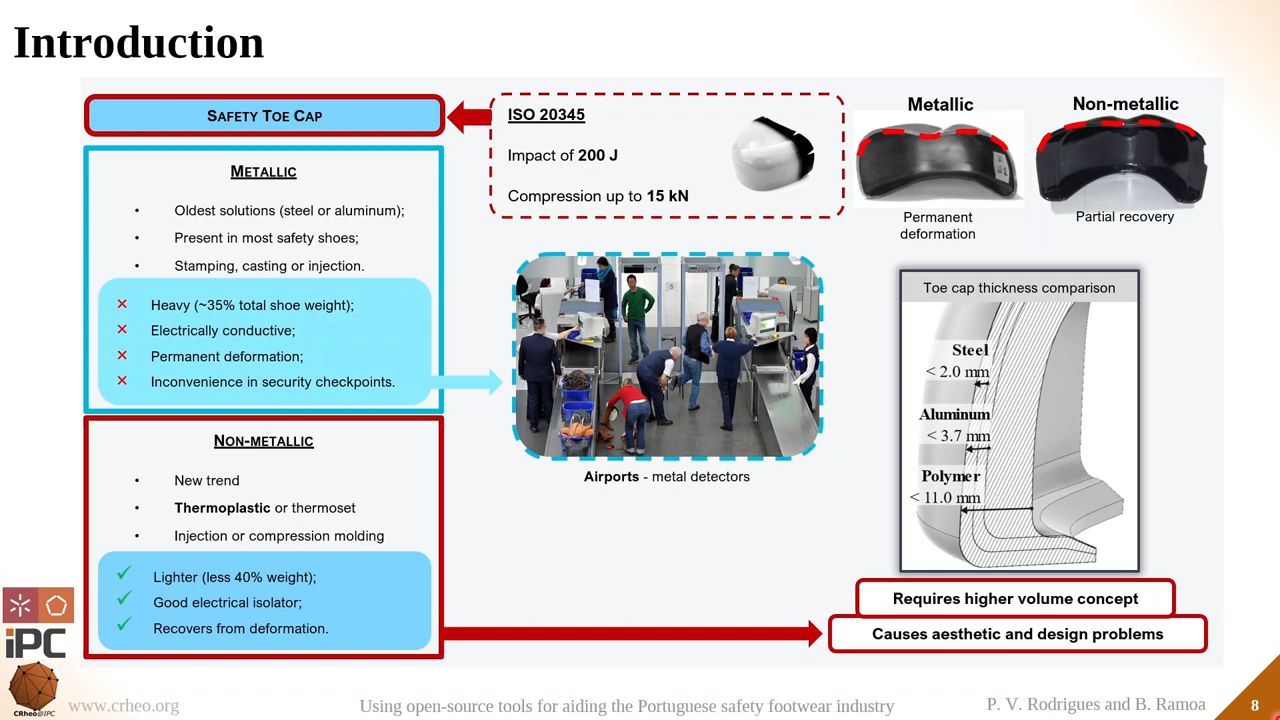 Introduction
SAFETY TOE CAP
METALLIC
• Oldest solutions (steel or aluminum);
• Present in most safety shoes;
• Stamping, casting or injection.
✕ Heavy (~35% total shoe weight);
✕ Electrically conductive;
✕ Permanent deformation;
✕ Inconvenience in security checkpoints.
NON-METALLIC
• New trend
• Thermoplastic or thermoset
• Injection or compression molding
✓ Lighter (less 40% weight);
✓ Good electrical isolator;
✓ Recovers from deformation.
ISO 20345
Impact of 200 J
Compression up to 15 kN
Airports - metal detectors
Metallic
Permanent
deformation
Non-metallic
Partial recovery
Toe cap thickness comparison
Steel
< 2.0 mm
Aluminum
< 3.7 mm
Polymer
< 11.0 mm
Requires higher volume concept
Causes aesthetic and design problems
iPC
CRheo@IPC
www.crheo.org
Using open-source tools for aiding the Portuguese safety footwear industry
P. V. Rodrigues and B. Ramoa
8